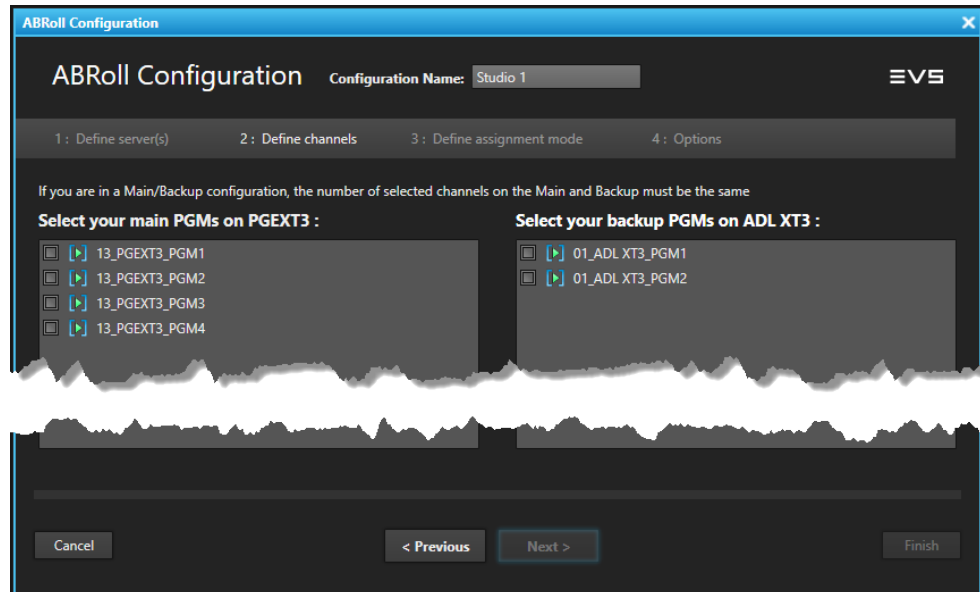 ABRoll Configuration
ABRoll Configuration Configuration Name: Studio 1 EVS
1 : Define server(s) 2 : Define channels 3 : Define assignment mode 4 : Options
If you are in a Main/Backup configuration, the number of selected channels on the Main and Backup must be the same
Select your main PGMs on PGEXT3 : Select your backup PGMs on ADL XT3 :
13_PGEXT3_PGM1 01_ADL XT3_PGM1
13_PGEXT3_PGM2 01_ADL XT3_PGM2
13_PGEXT3_PGM3
13_PGEXT3_PGM4
Cancel < Previous Next > Finish